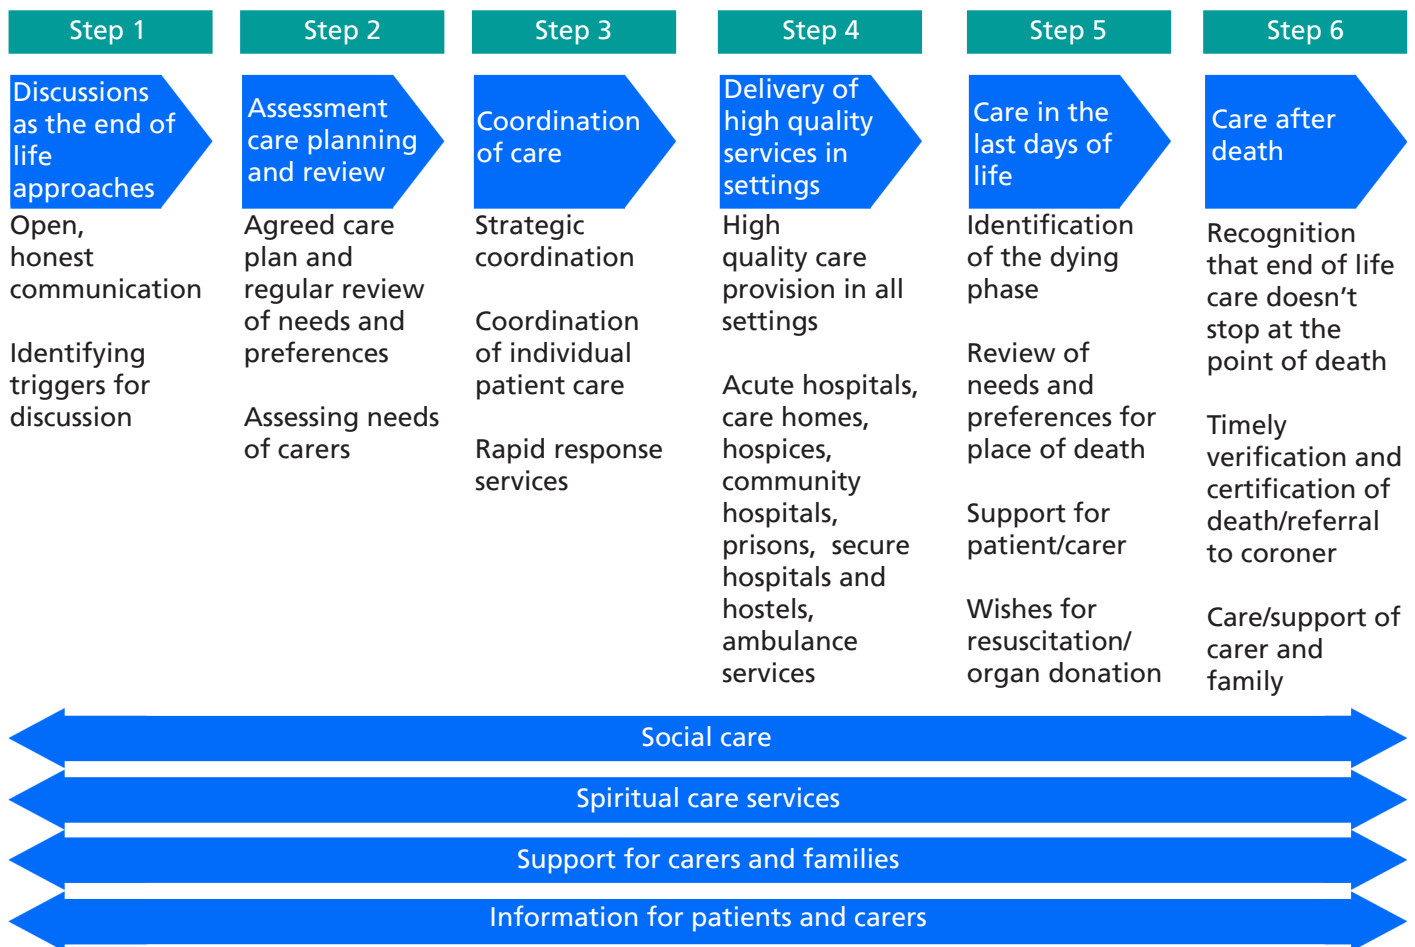 Step 1
Step 2
Step 3
Step 4
Step 5
Step 6
Discussions
as the end of
life
approaches
Assessment
care planning
and review
Coordination
of care
Delivery of
high quality
services in
settings
Care in the
last days of
life
Care after
death
Open,
honest
communication
Identifying
triggers for
discussion
Agreed care
plan and
regular review
of needs and
preferences
Assessing needs
of carers
Strategic
coordination
Coordination
of individual
patient care
Rapid response
services
High
quality care
provision in all
settings
Acute hospitals,
care homes,
hospices,
community
hospitals,
prisons, secure
hospitals and
hostels,
ambulance
services
Identification
of the dying
phase
Review of
needs and
preferences for
place of death
Support for
patient/carer
Wishes for
resuscitation/
organ donation
Recognition
that end of life
care doesn’t
stop at the
point of death
Timely
verification and
certification of
death/referral
to coroner
Care/support of
carer and
family
Social care
Spiritual care services
Support for carers and families
Information for patients and carers